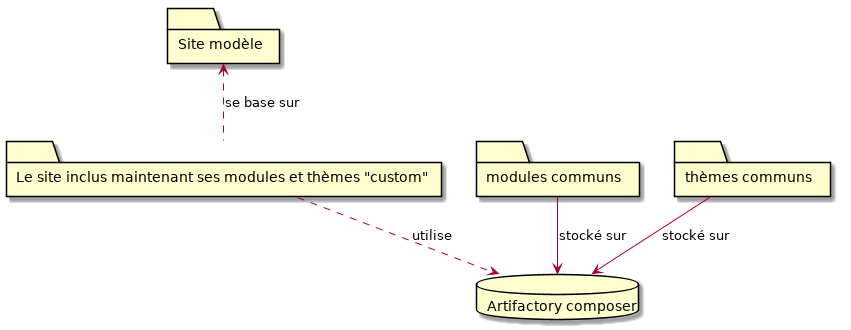 Site modèle
se base sur
Le site inclus maintenant ses modules et thèmes "custom"
modules communs
thèmes communs
utilise
stocké sur
stocké sur
Artifactory composer